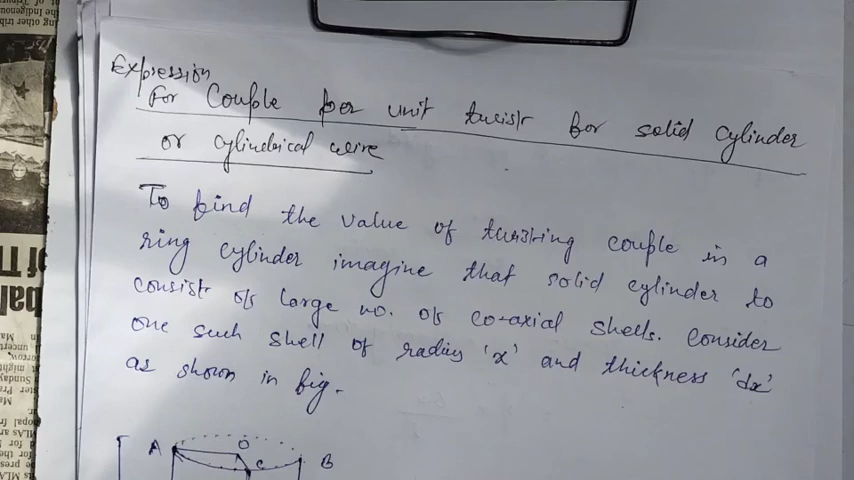 Expression
For Couple per unit twist for solid cylinder
or cylindrical wire
To find the value of twisting couple in a
ring cylinder imagine that solid cylinder to
consist of large no. of co-axial shells. Consider
one such shell of radius 'x' and thickness 'dx'
as shown in fig.
A O C B